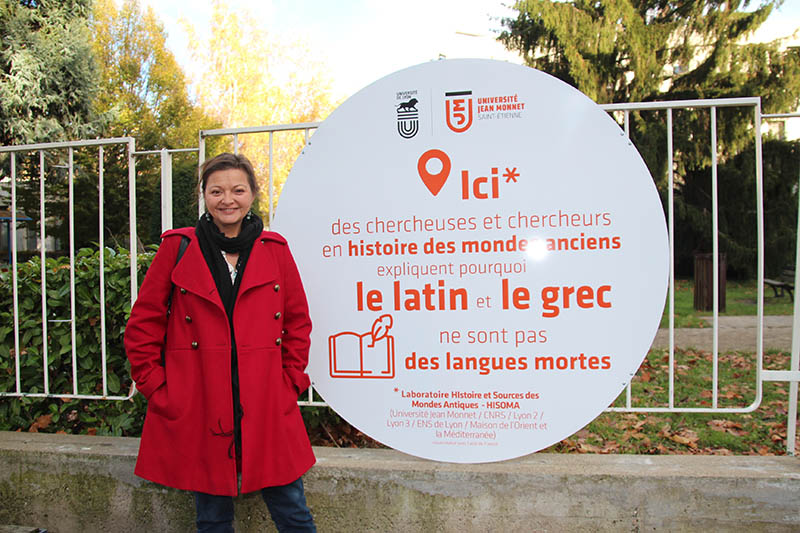 UNIVERSITÉ
DE LYON
UNIVERSITÉ
JEAN MONNET
SAINT-ÉTIENNE
UJM
Ici*
des chercheuses et chercheurs
en histoire des mondes anciens
expliquent pourquoi
le latin et le grec
ne sont pas
des langues mortes
* Laboratoire HIstoire et Sources des
Mondes Antiques - HISOMA
(Université Jean Monnet / CNRS / Lyon 2 /
Lyon 3 / ENS de Lyon / Maison de l'Orient et
la Méditerranée)